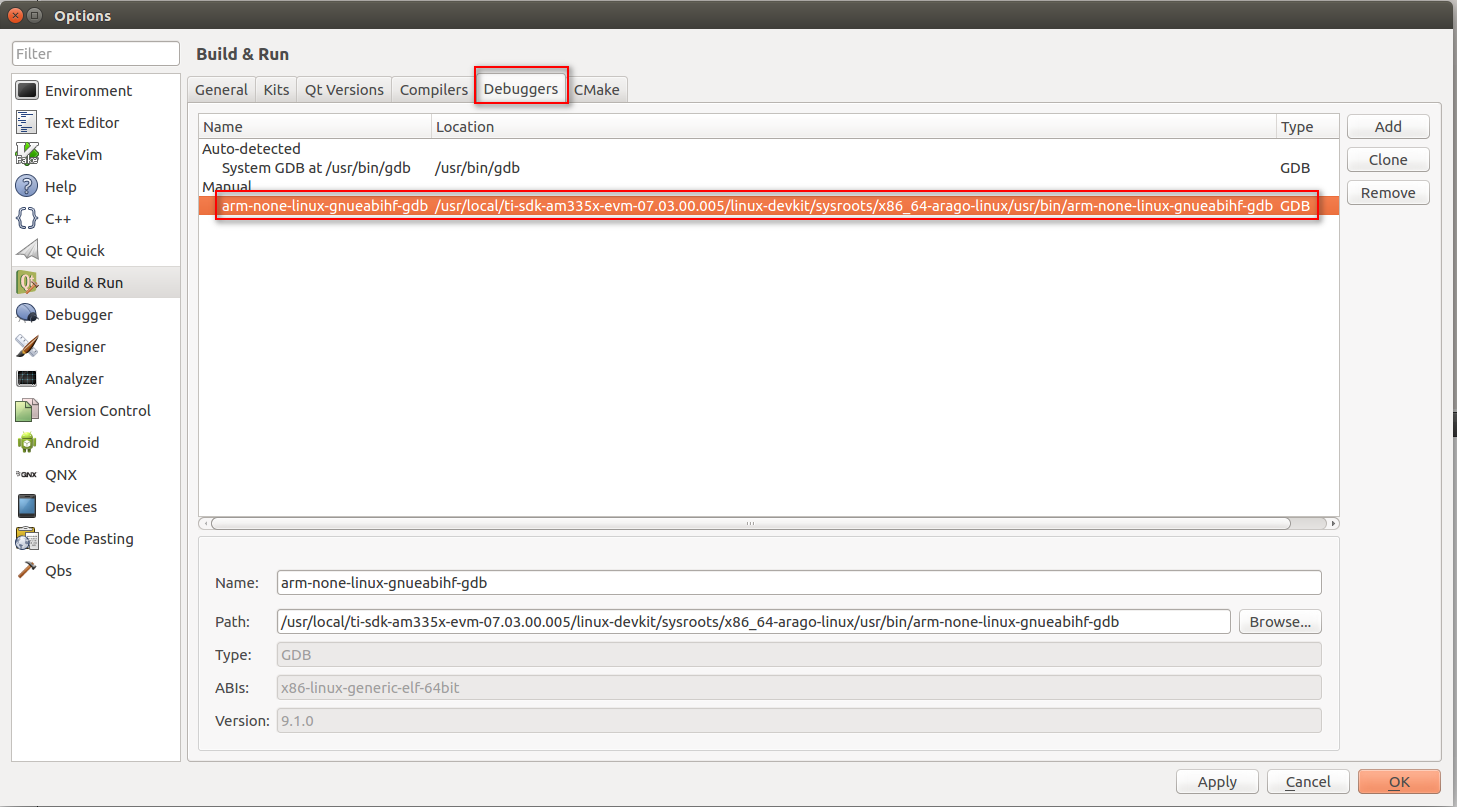 Options
Filter
Environment
Text Editor
FakeVim
Help
C++
Qt Quick
Build & Run
Debugger
Designer
Analyzer
Version Control
Android
QNX
Devices
Code Pasting
Qbs
Build & Run
General Kits Qt Versions Compilers Debuggers CMake
Name Location Type
Auto-detected
System GDB at /usr/bin/gdb /usr/bin/gdb GDB
Manual
arm-none-linux-gnueabihf-gdb /usr/local/ti-sdk-am335x-evm-07.03.00.005/linux-devkit/sysroots/x86_64-arago-linux/usr/bin/arm-none-linux-gnueabihf-gdb GDB
Add
Clone
Remove
Name: arm-none-linux-gnueabihf-gdb
Path: /usr/local/ti-sdk-am335x-evm-07.03.00.005/linux-devkit/sysroots/x86_64-arago-linux/usr/bin/arm-none-linux-gnueabihf-gdb Browse...
Type: GDB
ABIs: x86-linux-generic-elf-64bit
Version: 9.1.0
Apply Cancel OK